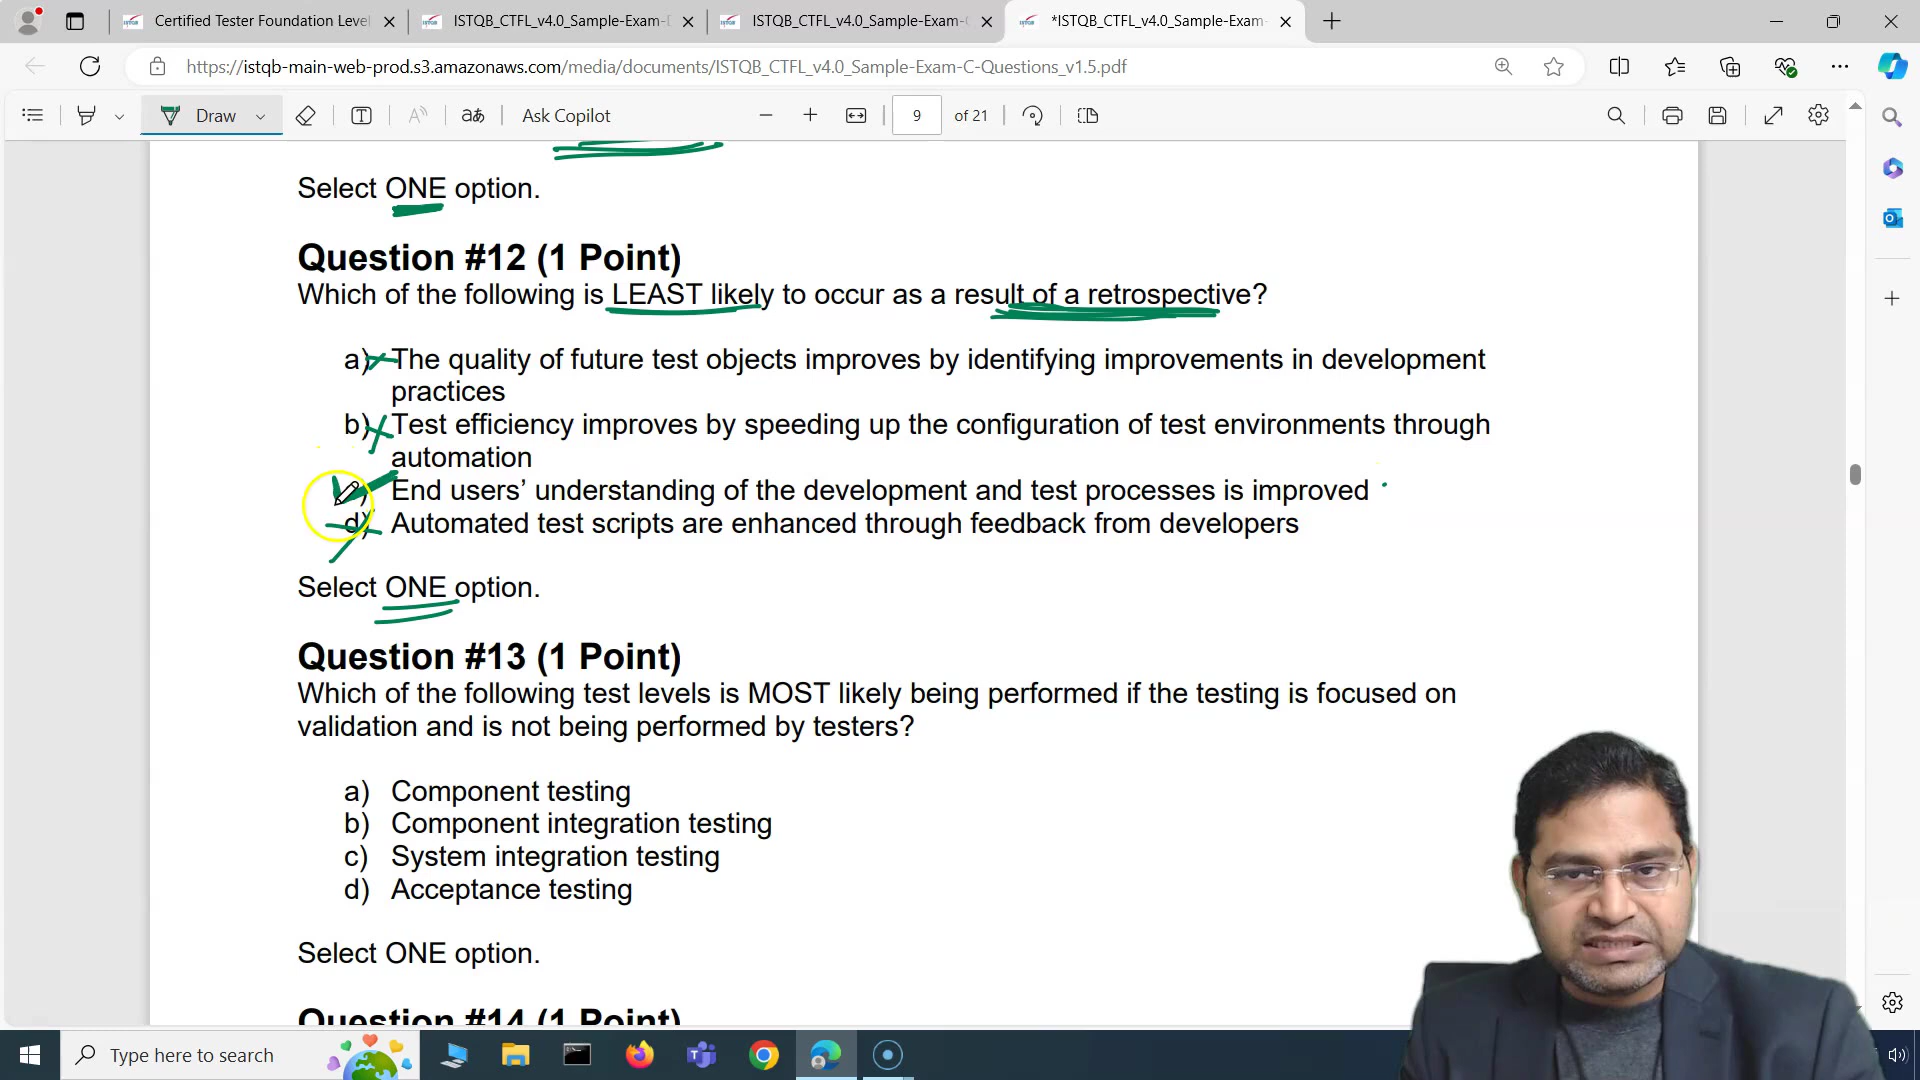 Certified Tester Foundation Level
ISTQB_CTFL_v4.0_Sample-Exam-
ISTQB_CTFL_v4.0_Sample-Exam-
*ISTQB_CTFL_v4.0_Sample-Exam-
https://istqb-main-web-prod.s3.amazonaws.com/media/documents/ISTQB_CTFL_v4.0_Sample-Exam-C-Questions_v1.5.pdf
Draw
aあ
Ask Copilot
9 of 21
Select ONE option.
Question #12 (1 Point)
Which of the following is LEAST likely to occur as a result of a retrospective?
a) The quality of future test objects improves by identifying improvements in development
practices
b) Test efficiency improves by speeding up the configuration of test environments through
automation
End users’ understanding of the development and test processes is improved
d) Automated test scripts are enhanced through feedback from developers
Select ONE option.
Question #13 (1 Point)
Which of the following test levels is MOST likely being performed if the testing is focused on
validation and is not being performed by testers?
a) Component testing
b) Component integration testing
c) System integration testing
d) Acceptance testing
Select ONE option.
Question #14 (1 Point)
Type here to search